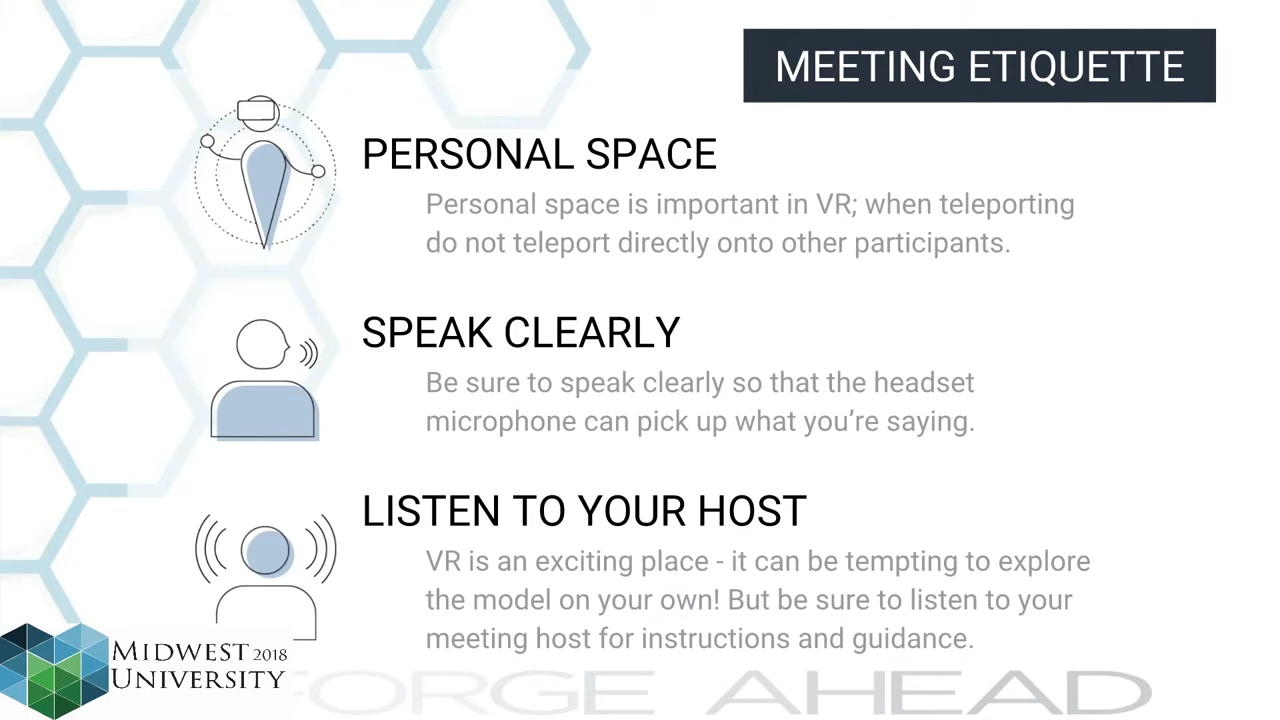 MEETING ETIQUETTE
PERSONAL SPACE
Personal space is important in VR; when teleporting
do not teleport directly onto other participants.
SPEAK CLEARLY
Be sure to speak clearly so that the headset
microphone can pick up what you’re saying.
LISTEN TO YOUR HOST
VR is an exciting place - it can be tempting to explore
the model on your own! But be sure to listen to your
meeting host for instructions and guidance.
MIDWEST 2018
UNIVERSITY
FORGE AHEAD